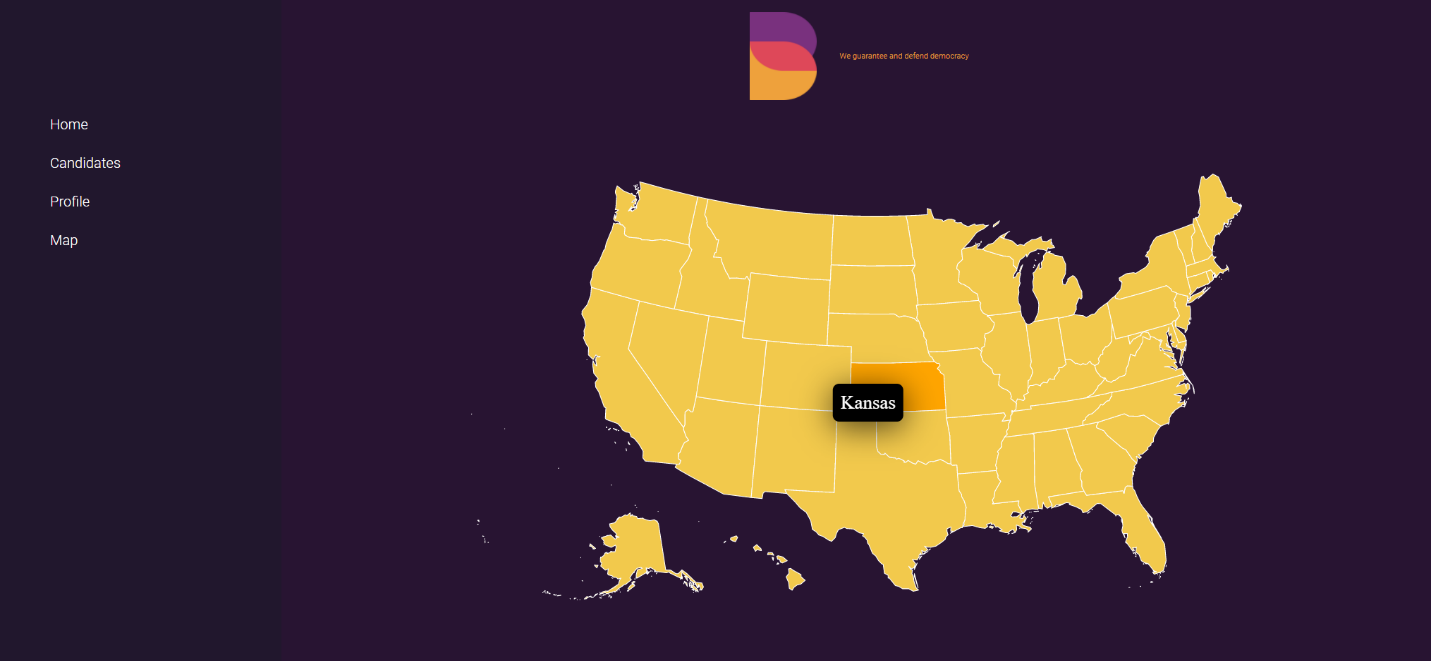 We guarantee and defend democracy
Home
Candidates
Profile
Map
Kansas